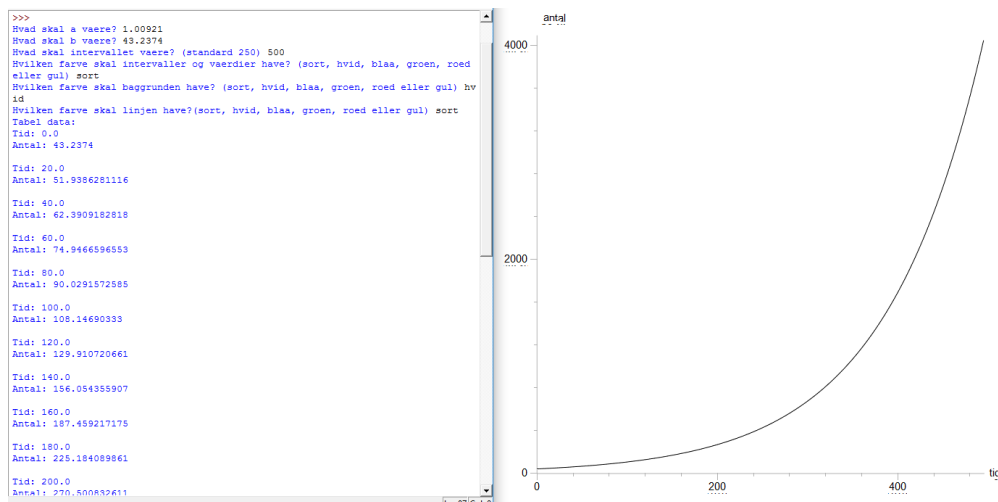 >>>
Hvad skal a vaere? 1.00921
Hvad skal b vaere? 43.2374
Hvad skal intervallet vaere? (standard 250) 500
Hvilken farve skal intervaller og vaerdier have? (sort, hvid, blaa, groen, roed
eller gul) sort
Hvilken farve skal baggrunden have? (sort, hvid, blaa, groen, roed eller gul) hv
id
Hvilken farve skal linjen have?(sort, hvid, blaa, groen, roed eller gul) sort
Tabel data:
Tid: 0.0
Antal: 43.2374
Tid: 20.0
Antal: 51.9386281116
Tid: 40.0
Antal: 62.3909182818
Tid: 60.0
Antal: 74.9466596553
Tid: 80.0
Antal: 90.0291572585
Tid: 100.0
Antal: 108.14690333
Tid: 120.0
Antal: 129.910720661
Tid: 140.0
Antal: 156.054355907
Tid: 160.0
Antal: 187.459217175
Tid: 180.0
Antal: 225.184089861
Tid: 200.0
Antal: 270.500832611
antal
4000
2000
0
0 200 400